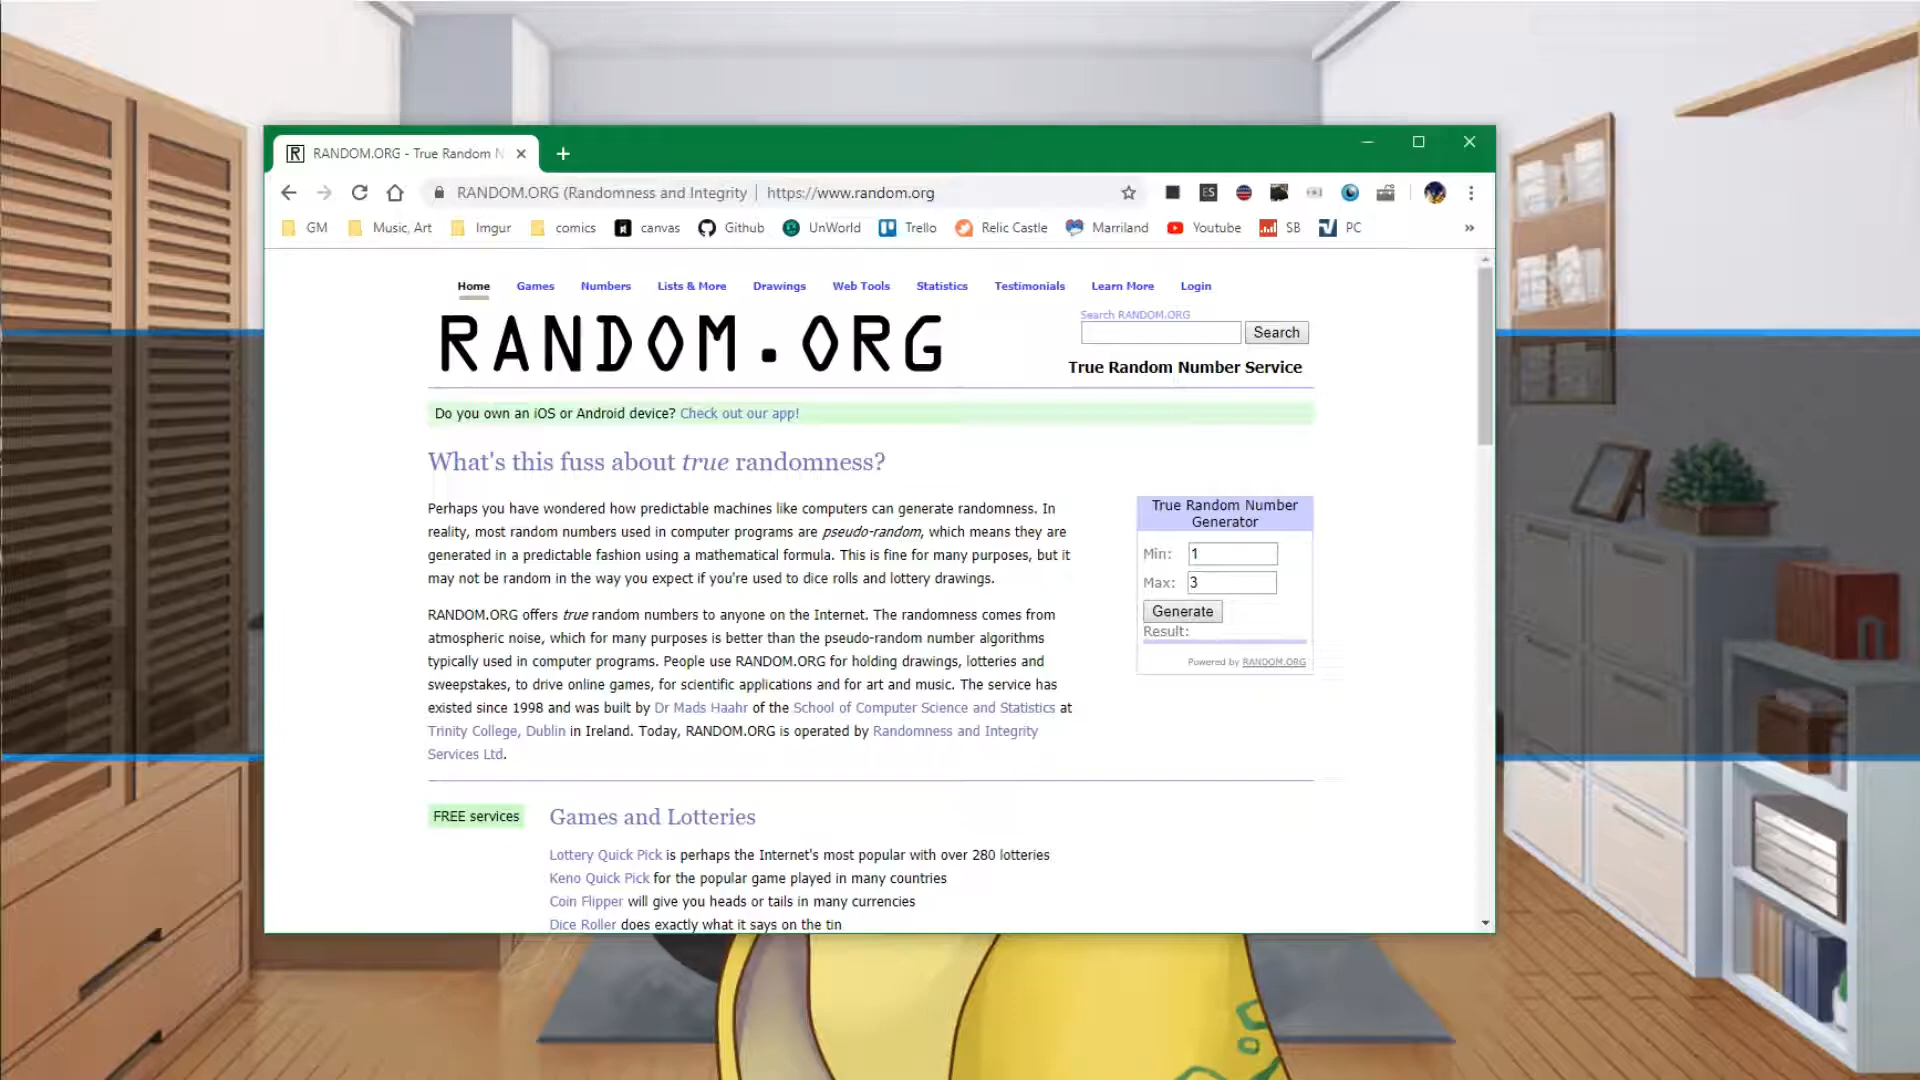 RANDOM.ORG - True Random N
RANDOM.ORG (Randomness and Integrity | https://www.random.org
GM Music, Art Imgur comics canvas Github UnWorld Trello Relic Castle Marriland Youtube SB PC »
Home Games Numbers Lists & More Drawings Web Tools Statistics Testimonials Learn More Login
RANDOM.ORG
Search RANDOM.ORG
Search
True Random Number Service
Do you own an iOS or Android device? Check out our app!
What's this fuss about true randomness?
Perhaps you have wondered how predictable machines like computers can generate randomness. In
reality, most random numbers used in computer programs are pseudo-random, which means they are
generated in a predictable fashion using a mathematical formula. This is fine for many purposes, but it
may not be random in the way you expect if you're used to dice rolls and lottery drawings.
RANDOM.ORG offers true random numbers to anyone on the Internet. The randomness comes from
atmospheric noise, which for many purposes is better than the pseudo-random number algorithms
typically used in computer programs. People use RANDOM.ORG for holding drawings, lotteries and
sweepstakes, to drive online games, for scientific applications and for art and music. The service has
existed since 1998 and was built by Dr Mads Haahr of the School of Computer Science and Statistics at
Trinity College, Dublin in Ireland. Today, RANDOM.ORG is operated by Randomness and Integrity
Services Ltd.
True Random Number
Generator
Min: 1
Max: 3
Generate
Result:
Powered by RANDOM.ORG
FREE services
Games and Lotteries
Lottery Quick Pick is perhaps the Internet's most popular with over 280 lotteries
Keno Quick Pick for the popular game played in many countries
Coin Flipper will give you heads or tails in many currencies
Dice Roller does exactly what it says on the tin